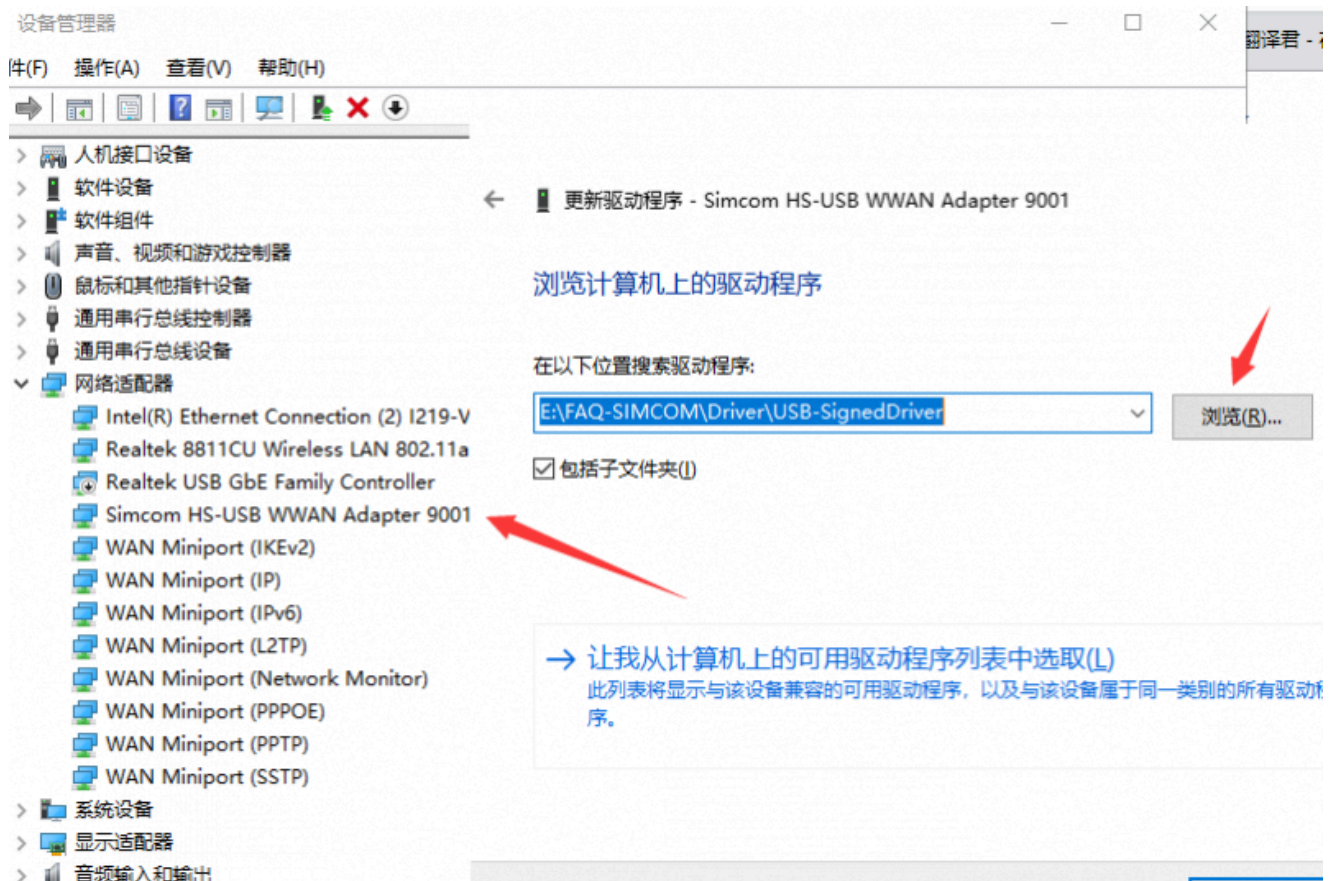 设备管理器
翻译君 -
件(F) 操作(A) 查看(V) 帮助(H)
人机接口设备
软件设备
软件组件
声音、视频和游戏控制器
鼠标和其他指针设备
通用串行总线控制器
通用串行总线设备
网络适配器
Intel(R) Ethernet Connection (2) I219-V
Realtek 8811CU Wireless LAN 802.11a
Realtek USB GbE Family Controller
Simcom HS-USB WWAN Adapter 9001
WAN Miniport (IKEv2)
WAN Miniport (IP)
WAN Miniport (IPv6)
WAN Miniport (L2TP)
WAN Miniport (Network Monitor)
WAN Miniport (PPPOE)
WAN Miniport (PPTP)
WAN Miniport (SSTP)
系统设备
显示适配器
音频输入和输出
更新驱动程序 - Simcom HS-USB WWAN Adapter 9001
浏览计算机上的驱动程序
在以下位置搜索驱动程序:
E:\FAQ-SIMCOM\Driver\USB-SignedDriver
浏览(R)...
包括子文件夹(I)
让我从计算机上的可用驱动程序列表中选取(L)
此列表将显示与该设备兼容的可用驱动程序，以及与该设备属于同一类别的所有驱动程
序。